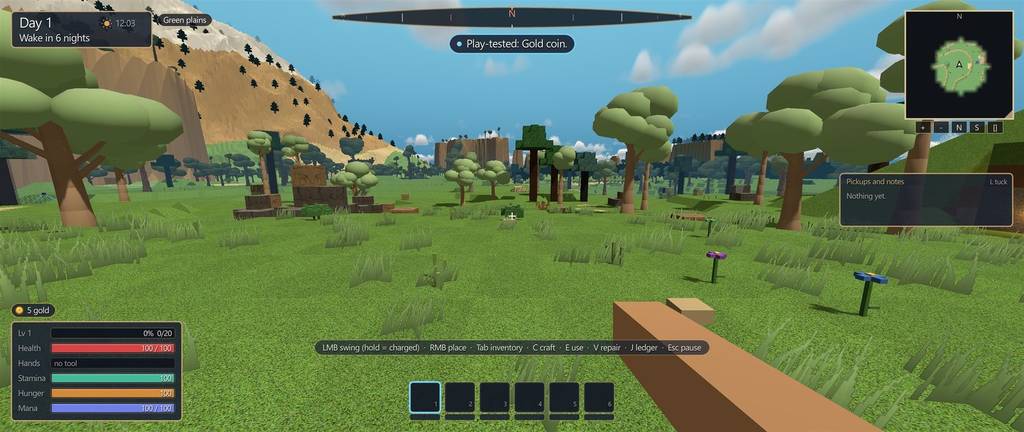 Day 1
12:03
Wake in 6 nights
Green plains
N
Play-tested: Gold coin.
N
+ - N S []
Pickups and notes
L tuck
Nothing yet.
5 gold
Lv 1
0% 0/20
Health
100 / 100
Hands
no tool
Stamina
100
Hunger
100
Mana
100 / 100
LMB swing (hold = charged) · RMB place · Tab inventory · C craft · E use · V repair · J ledger · Esc pause
1 2 3 4 5 6